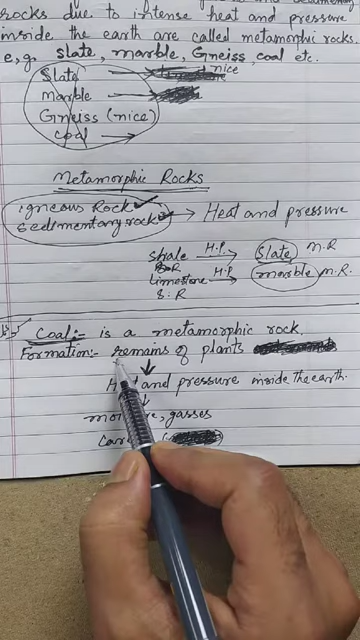 rocks due to intense heat and pressure
inside the earth are called metamorphic rocks.
e.g. slate, marble, Gneiss, coal etc.
Slate nice
Marble
Gneiss (nice)
coal →
Metamorphic Rocks
igneous Rock ✓
Sedimentary rock ✓ → Heat and pressure
shale H.P. → Slate M.R
S.R
limestone H.P → marble M.R.
S.R
Coal:- is a metamorphic rock
Formation:- remains of plants
and pressure inside the earth.
gasses